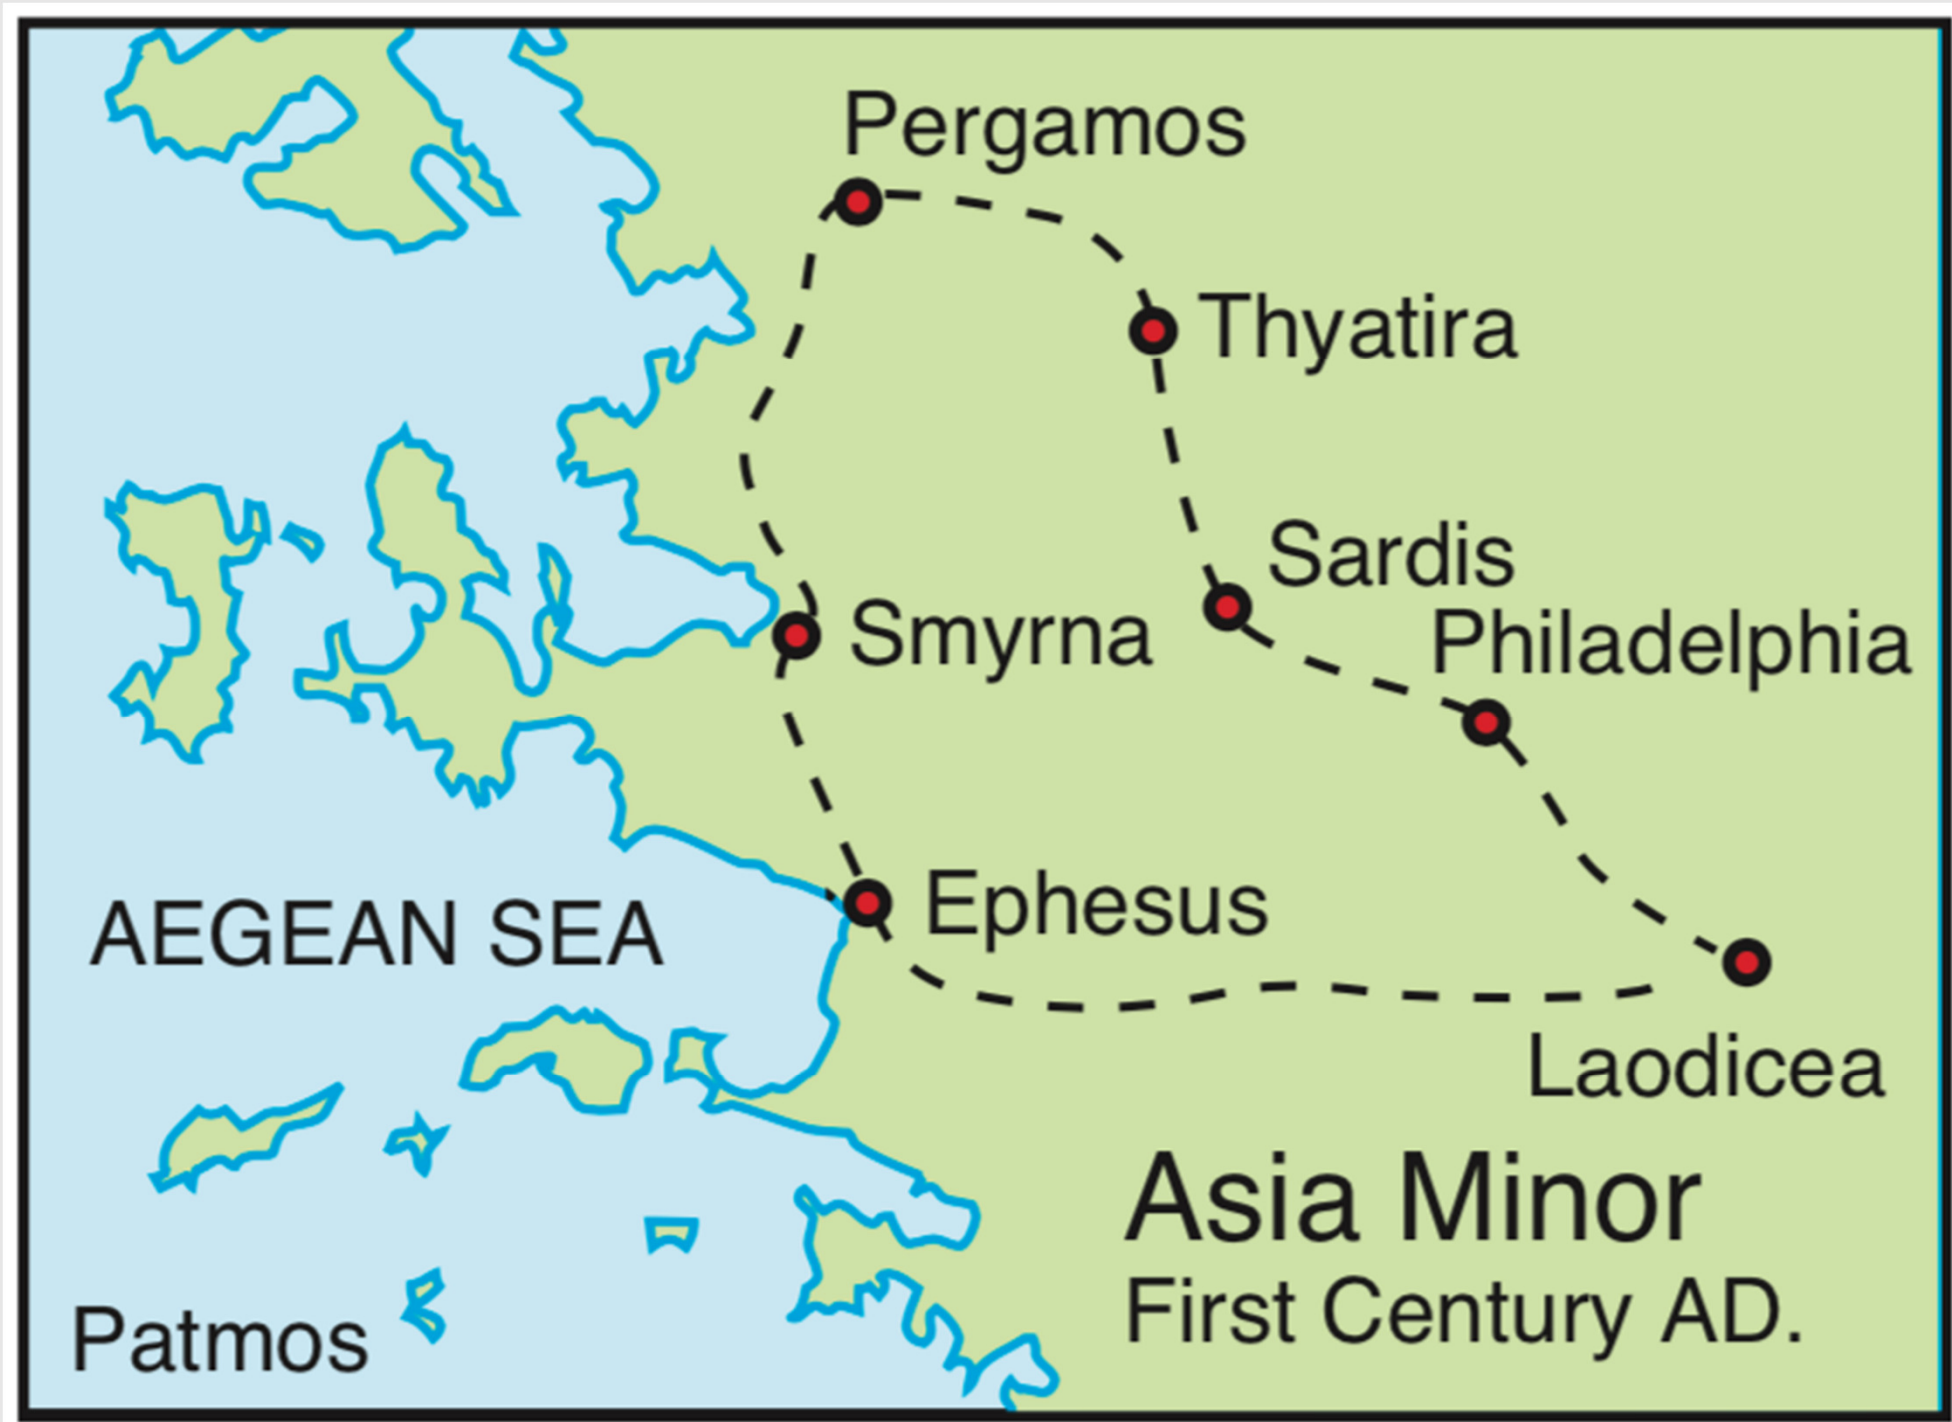 Pergamos
Thyatira
Sardis
Philadelphia
Smyrna
Ephesus
AEGEAN SEA
Laodicea
Asia Minor
First Century AD.
Patmos